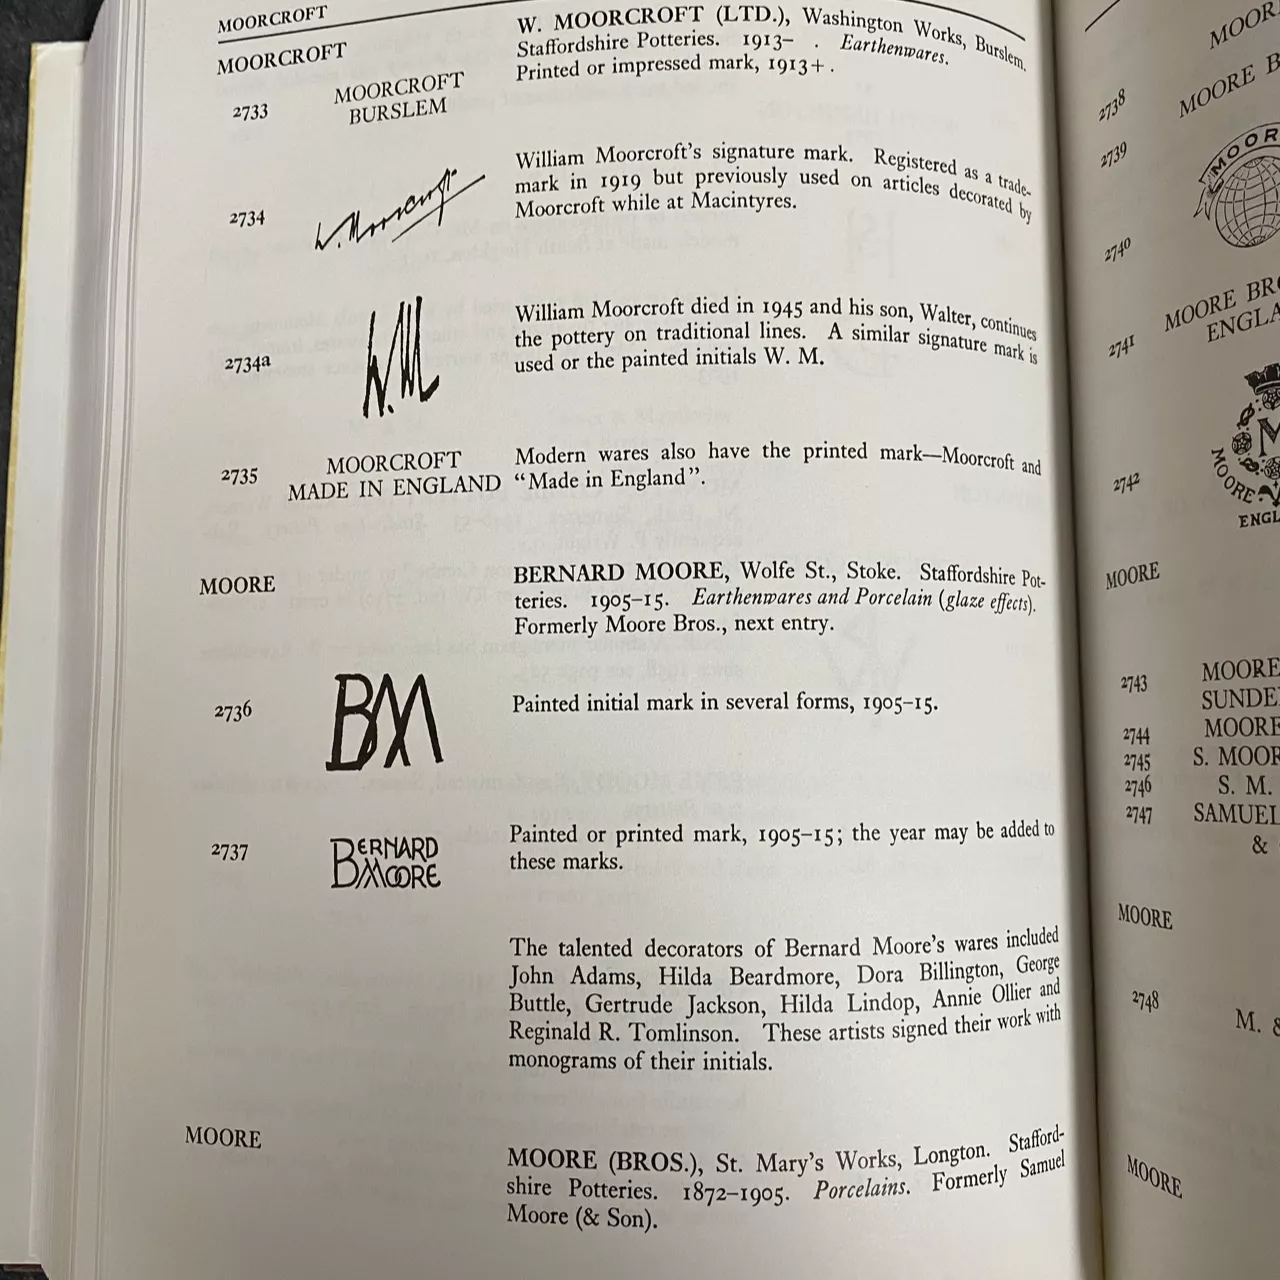 MOORCROFT
MOORCROFT
W. MOORCROFT (LTD.), Washington Works, Burslem.
Staffordshire Potteries. 1913– . Earthenwares.
Printed or impressed mark, 1913+.
2733
MOORCROFT
BURSLEM
William Moorcroft's signature mark. Registered as a trade-
mark in 1919 but previously used on articles decorated by
Moorcroft while at Macintyres.
2734
W. Moorcroft
William Moorcroft died in 1945 and his son, Walter, continues
the pottery on traditional lines. A similar signature mark is
used or the painted initials W. M.
2734a
W.M
2735
MOORCROFT
MADE IN ENGLAND
Modern wares also have the printed mark—Moorcroft and
“Made in England”.
MOORE
BERNARD MOORE, Wolfe St., Stoke. Staffordshire Pot-
teries. 1905–15. Earthenwares and Porcelain (glaze effects).
Formerly Moore Bros., next entry.
2736
BM
Painted initial mark in several forms, 1905–15.
2737
BERNARD
MOORE
Painted or printed mark, 1905–15; the year may be added to
these marks.
The talented decorators of Bernard Moore's wares included
John Adams, Hilda Beardmore, Dora Billington, George
Buttle, Gertrude Jackson, Hilda Lindop, Annie Ollier and
Reginald R. Tomlinson. These artists signed their work with
monograms of their initials.
MOORE
MOORE (BROS.), St. Mary's Works, Longton. Stafford-
shire Potteries. 1872–1905. Porcelains. Formerly Samuel
Moore (& Son).
2738
MOORE
2739
2740
MOOR
2741
MOORE
2742
M
MOORE
MOORE
2743
MOORE
2744
MOORE
2745
S. MOOR
2746
S. M.
2747
SAMUEL
&
MOORE
2748
M. &
MOORE